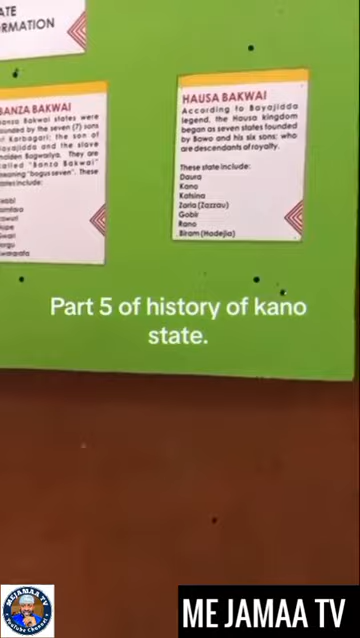 ATE
RMATION
BANZA BAKWAI
Banza Bakwai states were
founded by the seven (7) sons
of Karbagari; the son of
Bayajidda and the slave
maiden Bagwariya. They are
called "Banza Bakwai"
meaning "bogus seven". These
HAUSA BAKWAI
According to Bayajidda
legend, the Hausa kingdom
began as seven states founded
by Bawo and his six sons; who
are descendants of royalty.
These state include:
Daura
Kano
Katsina
Zaria (Zazzau)
Gobir
Rano
Biram (Hadejia)
Part 5 of history of kano
state.
MEJAMAA TV
YouTube Channel
ME JAMAA TV